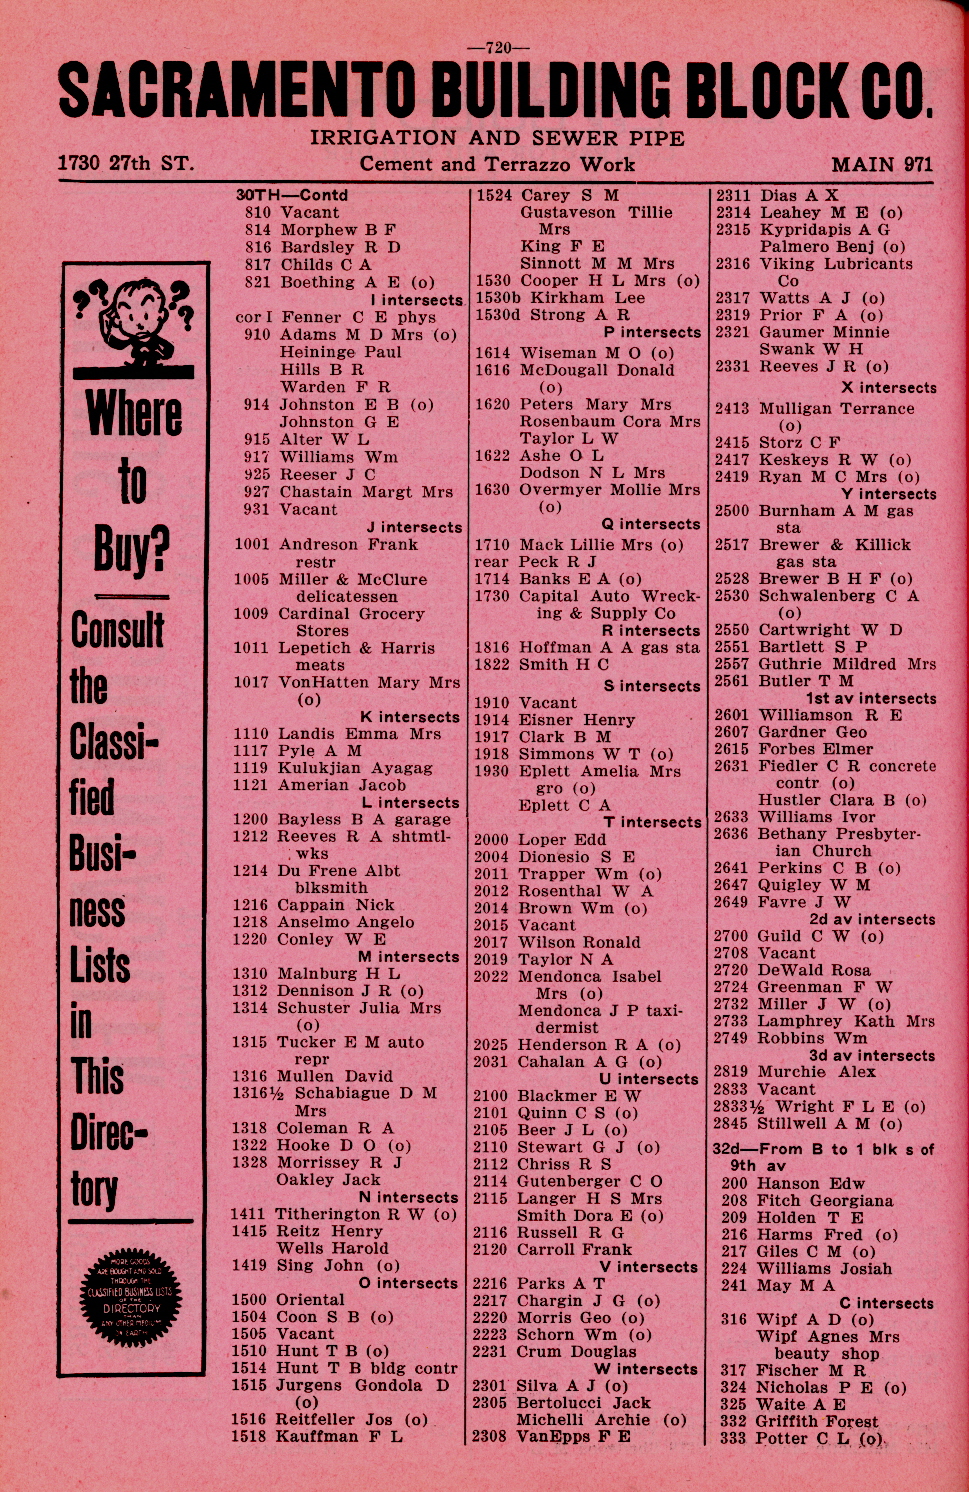 —720—
SACRAMENTO BUILDING BLOCK CO.
IRRIGATION AND SEWER PIPE
1730 27th ST. Cement and Terrazzo Work MAIN 971
? ? ? ?
Where
to
Buy?
Consult
the
Classi-
fied
Busi-
ness
Lists
in
This
Direc-
tory
MORE GOODS
ARE BOUGHT AND SOLD
THROUGH THE
CLASSIFIED BUSINESS LISTS
OF THE
DIRECTORY
THAN
ANY OTHER MEDIUM
ON EARTH
30TH—Contd
810 Vacant
814 Morphew B F
816 Bardsley R D
817 Childs C A
821 Boething A E (o)
I intersects
cor I Fenner C E phys
910 Adams M D Mrs (o)
Heininge Paul
Hills B R
Warden F R
914 Johnston E B (o)
Johnston G E
915 Alter W L
917 Williams Wm
925 Reeser J C
927 Chastain Margt Mrs
931 Vacant
J intersects
1001 Andreson Frank
restr
1005 Miller & McClure
delicatessen
1009 Cardinal Grocery
Stores
1011 Lepetich & Harris
meats
1017 VonHatten Mary Mrs
(o)
K intersects
1110 Landis Emma Mrs
1117 Pyle A M
1119 Kulukjian Ayagag
1121 Amerian Jacob
L intersects
1200 Bayless B A garage
1212 Reeves R A shtmtl-
wks
1214 Du Frene Albt
blksmith
1216 Cappain Nick
1218 Anselmo Angelo
1220 Conley W E
M intersects
1310 Malnburg H L
1312 Dennison J R (o)
1314 Schuster Julia Mrs
(o)
1315 Tucker E M auto
repr
1316 Mullen David
1316½ Schabiague D M
Mrs
1318 Coleman R A
1322 Hooke D O (o)
1328 Morrissey R J
Oakley Jack
N intersects
1411 Titherington R W (o)
1415 Reitz Henry
Wells Harold
1419 Sing John (o)
O intersects
1500 Oriental
1504 Coon S B (o)
1505 Vacant
1510 Hunt T B (o)
1514 Hunt T B bldg contr
1515 Jurgens Gondola D
(o)
1516 Reitfeller Jos (o)
1518 Kauffman F L
1524 Carey S M
Gustaveson Tillie
Mrs
King F E
Sinnott M M Mrs
1530 Cooper H L Mrs (o)
1530b Kirkham Lee
1530d Strong A R
P intersects
1614 Wiseman M O (o)
1616 McDougall Donald
(o)
1620 Peters Mary Mrs
Rosenbaum Cora Mrs
Taylor L W
1622 Ashe O L
Dodson N L Mrs
1630 Overmyer Mollie Mrs
(o)
Q intersects
1710 Mack Lillie Mrs (o)
rear Peck R J
1714 Banks E A (o)
1730 Capital Auto Wreck-
ing & Supply Co
R intersects
1816 Hoffman A A gas sta
1822 Smith H C
S intersects
1910 Vacant
1914 Eisner Henry
1917 Clark B M
1918 Simmons W T (o)
1930 Eplett Amelia Mrs
gro (o)
Eplett C A
T intersects
2000 Loper Edd
2004 Dionesio S E
2011 Trapper Wm (o)
2012 Rosenthal W A
2014 Brown Wm (o)
2015 Vacant
2017 Wilson Ronald
2019 Taylor N A
2022 Mendonca Isabel
Mrs (o)
Mendonca J P taxi-
dermist
2025 Henderson R A (o)
2031 Cahalan A G (o)
U intersects
2100 Blackmer E W
2101 Quinn C S (o)
2105 Beer J L (o)
2110 Stewart G J (o)
2112 Chriss R S
2114 Gutenberger C O
2115 Langer H S Mrs
Smith Dora E (o)
2116 Russell R G
2120 Carroll Frank
V intersects
2216 Parks A T
2217 Chargin J G (o)
2220 Morris Geo (o)
2223 Schorn Wm (o)
2231 Crum Douglas
W intersects
2301 Silva A J (o)
2305 Bertolucci Jack
Michelli Archie (o)
2308 VanEpps F E
2311 Dias A X
2314 Leahey M E (o)
2315 Kypridapis A G
Palmero Benj (o)
2316 Viking Lubricants
Co
2317 Watts A J (o)
2319 Prior F A (o)
2321 Gaumer Minnie
Swank W H
2331 Reeves J R (o)
X intersects
2413 Mulligan Terrance
(o)
2415 Storz C F
2417 Keskeys R W (o)
2419 Ryan M C Mrs (o)
Y intersects
2500 Burnham A M gas
sta
2517 Brewer & Killick
gas sta
2528 Brewer B H F (o)
2530 Schwalenberg C A
(o)
2550 Cartwright W D
2551 Bartlett S P
2557 Guthrie Mildred Mrs
2561 Butler T M
1st av intersects
2601 Williamson R E
2607 Gardner Geo
2615 Forbes Elmer
2631 Fiedler C R concrete
contr (o)
Hustler Clara B (o)
2633 Williams Ivor
2636 Bethany Presbyter-
ian Church
2641 Perkins C B (o)
2647 Quigley W M
2649 Favre J W
2d av intersects
2700 Guild C W (o)
2708 Vacant
2720 DeWald Rosa
2724 Greenman F W
2732 Miller J W (o)
2733 Lamphrey Kath Mrs
2749 Robbins Wm
3d av intersects
2819 Murchie Alex
2833 Vacant
2833½ Wright F L E (o)
2845 Stillwell A M (o)
32d—From B to 1 blk s of
9th av
200 Hanson Edw
208 Fitch Georgiana
209 Holden T E
216 Harms Fred (o)
217 Giles C M (o)
224 Williams Josiah
241 May M A
C intersects
316 Wipf A D (o)
Wipf Agnes Mrs
beauty shop
317 Fischer M R
324 Nicholas P E (o)
325 Waite A E
332 Griffith Forest
333 Potter C L (o)